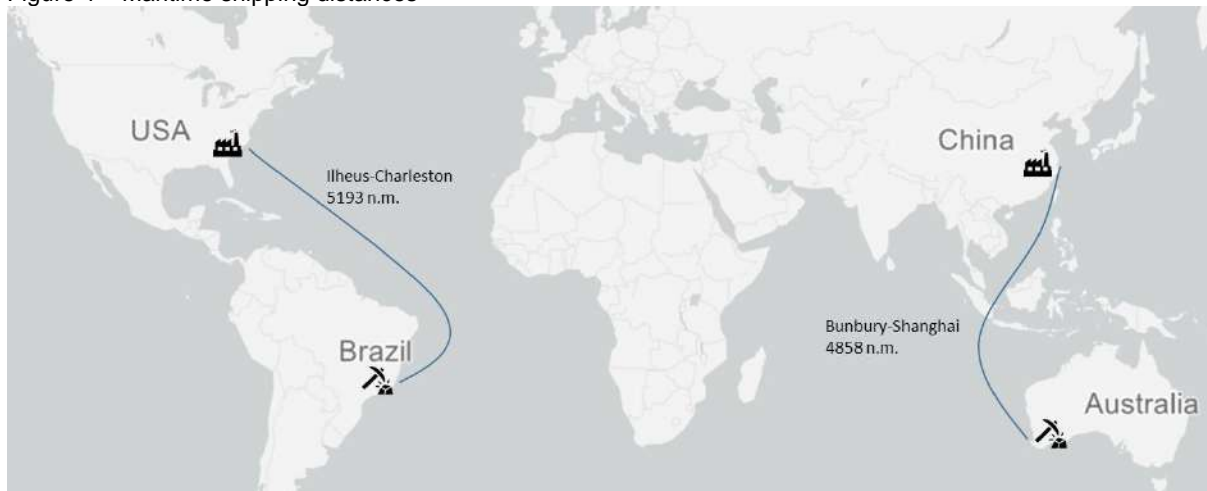 USA
China
Ilheus-Charleston
5193 n.m.
Bunbury-Shanghai
4858 n.m.
Brazil
Australia